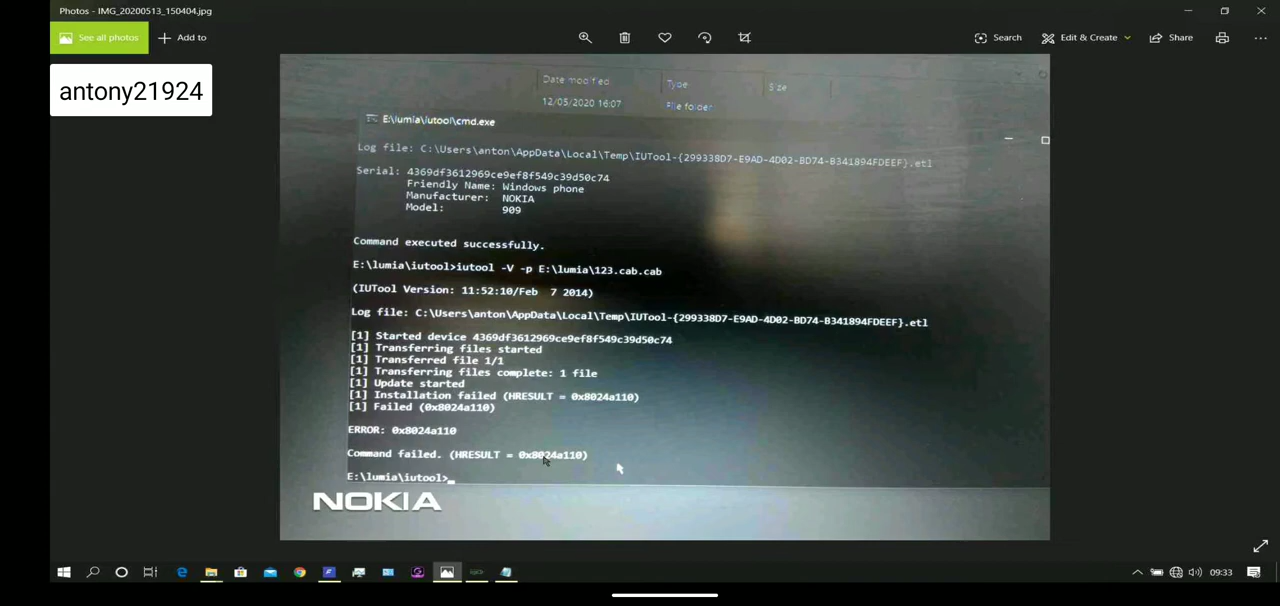 Photos - IMG_20200513_150404.jpg
See all photos
Add to
Search
Edit & Create
Share
antony21924
Date modified Type Size
12/05/2020 16:07 File folder
E:\lumia\iutool\cmd.exe
Log file: C:\Users\anton\AppData\Local\Temp\IUTool-{299338D7-E9AD-4D02-BD74-B341894FDEEF}.etl
Serial: 4369df3612969ce9ef8f549c39d50c74
Friendly Name: Windows phone
Manufacturer: NOKIA
Model: 909
Command executed successfully.
E:\lumia\iutool>iutool -V -p E:\lumia\123.cab.cab
(IUTool Version: 11:52:10/Feb 7 2014)
Log file: C:\Users\anton\AppData\Local\Temp\IUTool-{299338D7-E9AD-4D02-BD74-B341894FDEEF}.etl
[1] Started device 4369df3612969ce9ef8f549c39d50c74
[1] Transferring files started
[1] Transferred file 1/1
[1] Transferring files complete: 1 file
[1] Update started
[1] Installation failed (HRESULT = 0x8024a110)
[1] Failed (0x8024a110)
ERROR: 0x8024a110
Command failed. (HRESULT = 0x8024a110)
E:\lumia\iutool>_
NOKIA
09:33